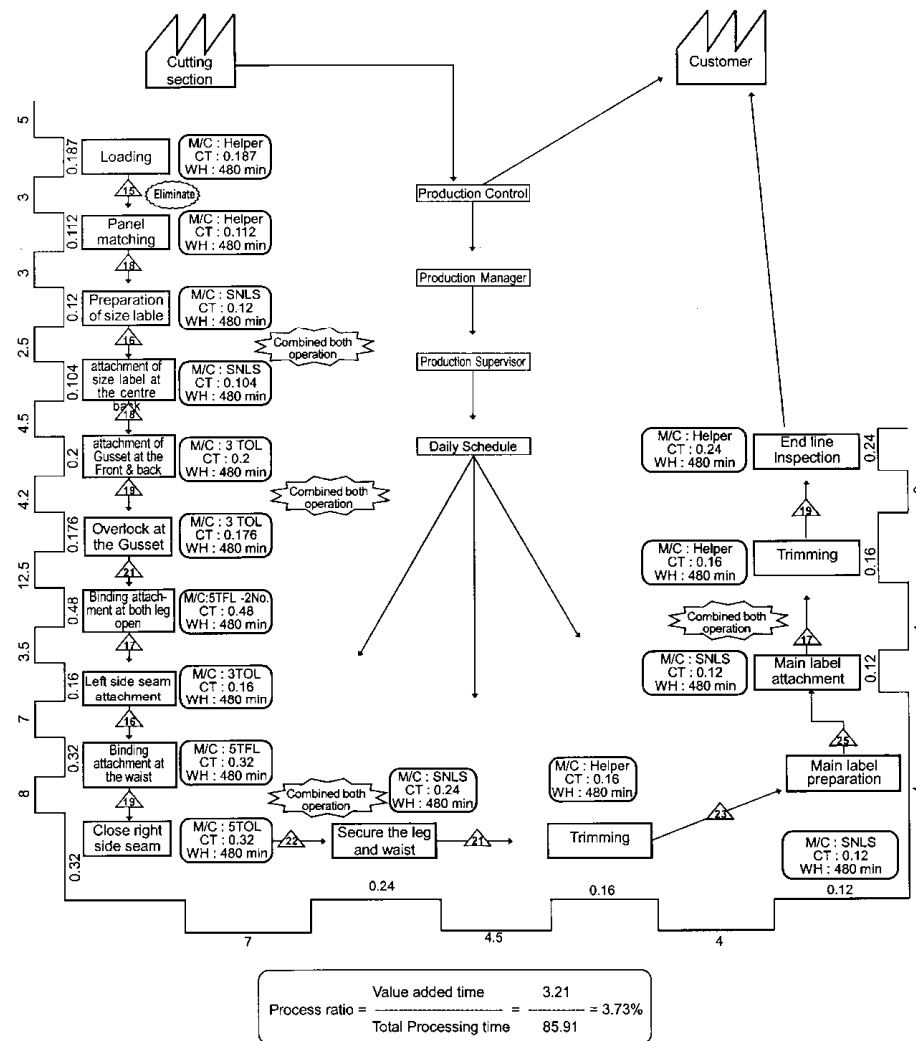 Cutting
section
Customer
5
0.187
Loading
M/C : Helper
CT : 0.187
WH : 480 min
15
Eliminate
3
0.112
Panel
matching
M/C : Helper
CT : 0.112
WH : 480 min
18
3
0.12
Preparation
of size lable
M/C : SNLS
CT : 0.12
WH : 480 min
16
Combined both
operation
2.5
0.104
attachment of
size label at
the centre
back
M/C : SNLS
CT : 0.104
WH : 480 min
18
4.5
0.2
attachment of
Gusset at the
Front & back
M/C : 3 TOL
CT : 0.2
WH : 480 min
19
Combined both
operation
4.2
0.176
Overlock at
the Gusset
M/C : 3 TOL
CT : 0.176
WH : 480 min
21
12.5
0.48
Binding attach-
ment at both leg
open
M/C:5TFL -2No.
CT : 0.48
WH : 480 min
17
3.5
0.16
Left side seam
attachment
M/C : 3TOL
CT : 0.16
WH : 480 min
16
7
0.32
Binding
attachment at
the waist
M/C : 5TFL
CT : 0.32
WH : 480 min
19
8
0.32
Close right
side seam
M/C : 5TOL
CT : 0.32
WH : 480 min
22
Combined both
operation
M/C : SNLS
CT : 0.24
WH : 480 min
Secure the leg
and waist
21
M/C : Helper
CT : 0.16
WH : 480 min
Trimming
23
Main label
preparation
M/C : SNLS
CT : 0.12
WH : 480 min
25
M/C : SNLS
CT : 0.12
WH : 480 min
Main label
attachment
0.12
17
Combined both
operation
M/C : Helper
CT : 0.16
WH : 480 min
Trimming
0.16
19
M/C : Helper
CT : 0.24
WH : 480 min
End line
Inspection
0.24
Production Control
Production Manager
Production Supervisor
Daily Schedule
7
0.24
4.5
0.16
4
0.12
Process ratio = Value added time / Total Processing time = 3.21 / 85.91 = 3.73%